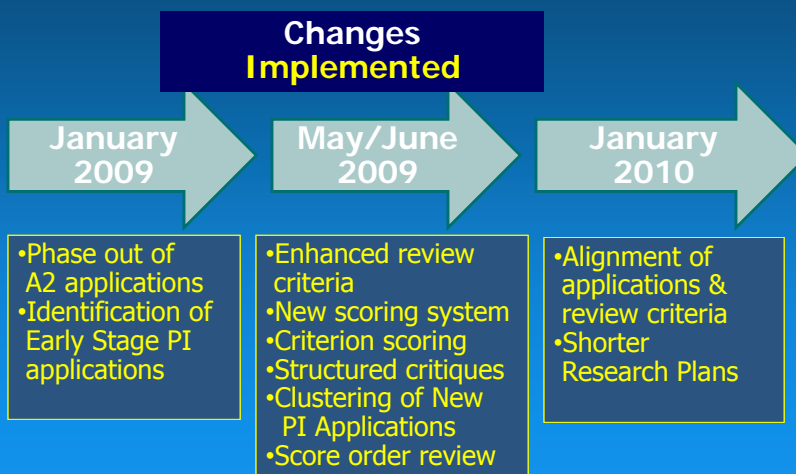 Changes
Implemented
January
2009
May/June
2009
January
2010
•Phase out of
A2 applications
•Identification of
Early Stage PI
applications
•Enhanced review
criteria
•New scoring system
•Criterion scoring
•Structured critiques
•Clustering of New
PI Applications
•Score order review
•Alignment of
applications &
review criteria
•Shorter
Research Plans